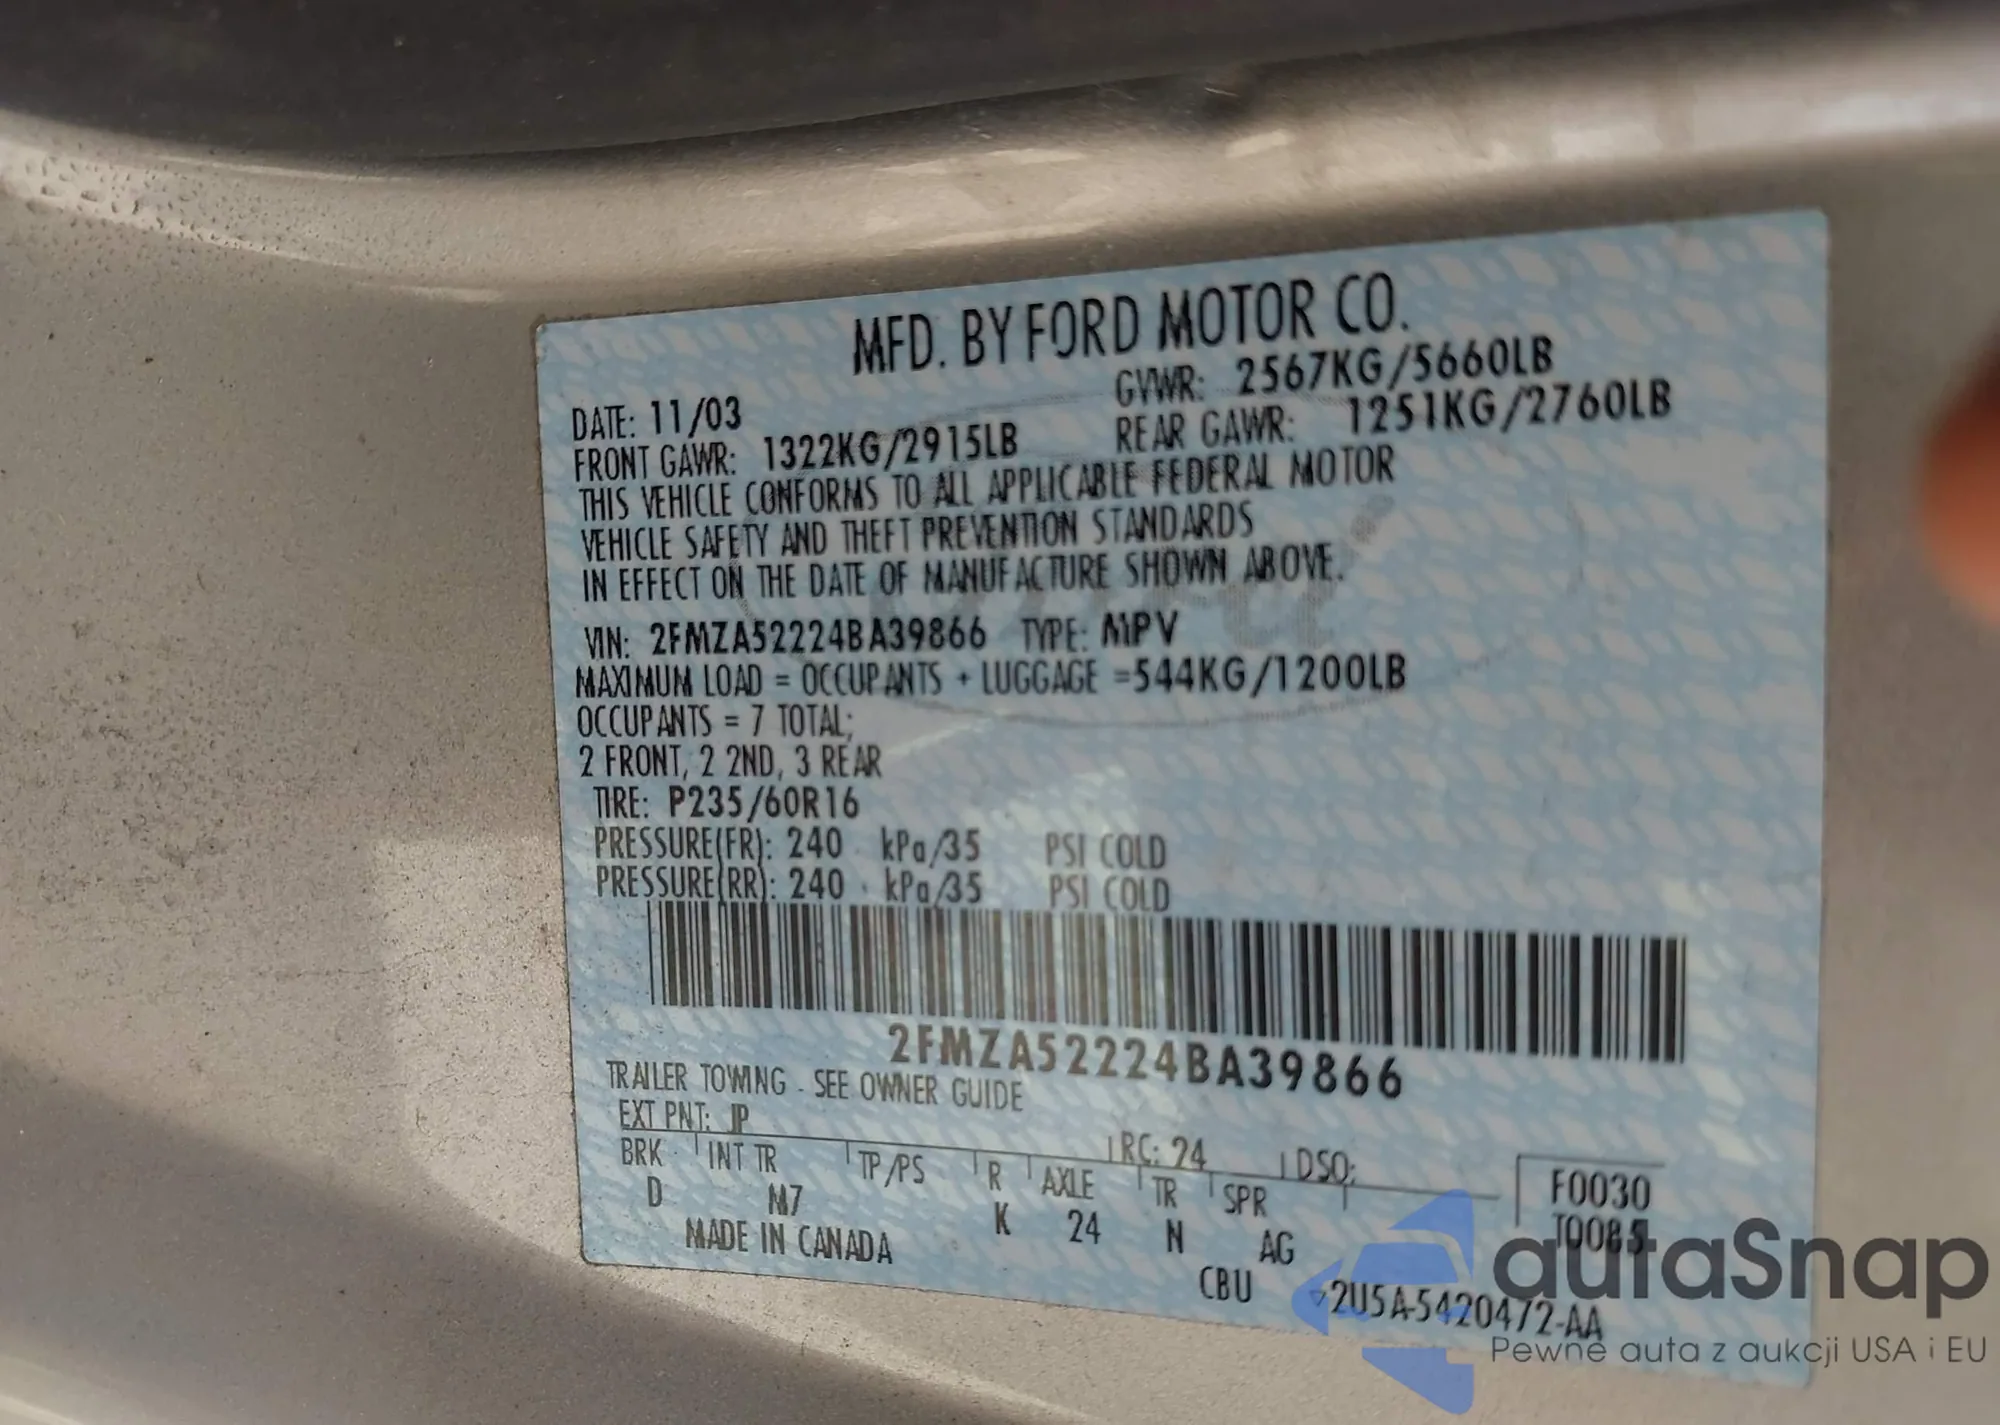 MFD. BY FORD MOTOR CO.
DATE: 11/03 GVWR: 2567KG/5660LB
FRONT GAWR: 1322KG/2915LB REAR GAWR: 1251KG/2760LB
THIS VEHICLE CONFORMS TO ALL APPLICABLE FEDERAL MOTOR
VEHICLE SAFETY AND THEFT PREVENTION STANDARDS
IN EFFECT ON THE DATE OF MANUFACTURE SHOWN ABOVE.
VIN: 2FMZA52224BA39866 TYPE: MPV
MAXIMUM LOAD = OCCUPANTS + LUGGAGE =544KG/1200LB
OCCUPANTS = 7 TOTAL;
2 FRONT, 2 2ND, 3 REAR
TIRE: P235/60R16
PRESSURE(FR): 240 kPa/35 PSI COLD
PRESSURE(RR): 240 kPa/35 PSI COLD
2FMZA52224BA39866
TRAILER TOWING - SEE OWNER GUIDE
EXT PNT: JP RC: 24 DSO:
BRK INT TR TP/PS R AXLE TR SPR F0030
D M7 K 24 N AG
MADE IN CANADA CBU 2U5A-5420472-AA
autaSnap
Pewne auta z aukcji USA i EU